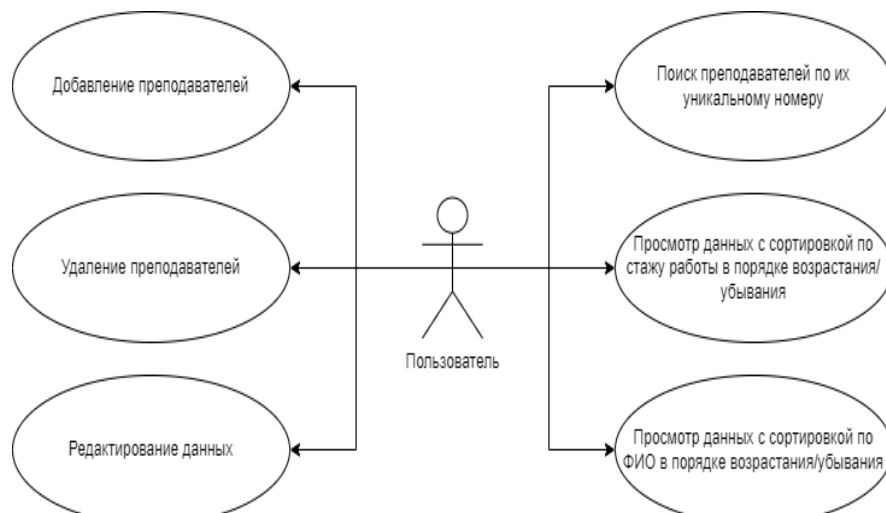 Добавление преподавателей
Поиск преподавателей по их
уникальному номеру
Удаление преподавателей
Просмотр данных с сортировкой по
стажу работы в порядке возрастания/
убывания
Пользователь
Редактирование данных
Просмотр данных с сортировкой по
ФИО в порядке возрастания/убывания